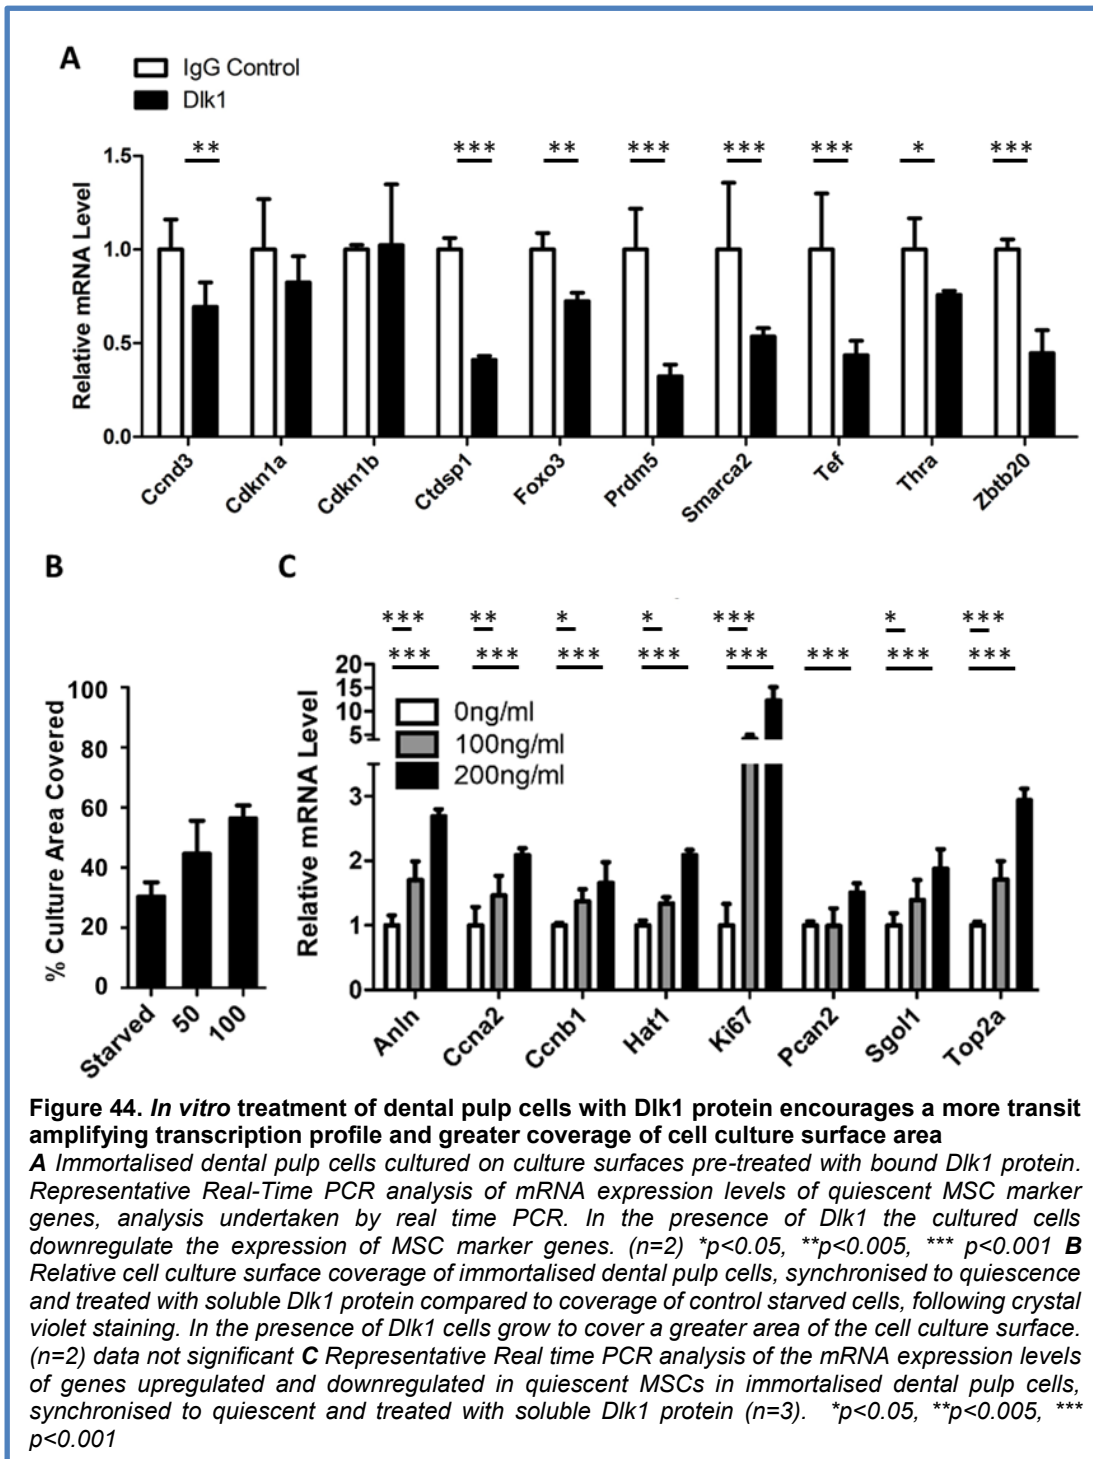 A
IgG Control
Dlk1
** *** ** *** *** *** * ***
Relative mRNA Level
1.5
1.0
0.5
0.0
Ccnd3 Cdkn1a Cdkn1b Ctdsp1 Foxo3 Prdm5 Smarca2 Tef Thra Zbtb20
B
% Culture Area Covered
100
80
60
40
20
0
Starved 50 100
C
*** ** * * *** * ***
*** *** *** *** *** *** *** ***
Relative mRNA Level
20
15
10
5
3
2
1
0
0ng/ml
100ng/ml
200ng/ml
Anln Ccna2 Ccnb1 Hat1 Ki67 Pcan2 Sgol1 Top2a
Figure 44. In vitro treatment of dental pulp cells with Dlk1 protein encourages a more transit
amplifying transcription profile and greater coverage of cell culture surface area
A Immortalised dental pulp cells cultured on culture surfaces pre-treated with bound Dlk1 protein.
Representative Real-Time PCR analysis of mRNA expression levels of quiescent MSC marker
genes, analysis undertaken by real time PCR. In the presence of Dlk1 the cultured cells
downregulate the expression of MSC marker genes. (n=2) *p<0.05, **p<0.005, *** p<0.001 B
Relative cell culture surface coverage of immortalised dental pulp cells, synchronised to quiescence
and treated with soluble Dlk1 protein compared to coverage of control starved cells, following crystal
violet staining. In the presence of Dlk1 cells grow to cover a greater area of the cell culture surface.
(n=2) data not significant C Representative Real time PCR analysis of the mRNA expression levels
of genes upregulated and downregulated in quiescent MSCs in immortalised dental pulp cells,
synchronised to quiescent and treated with soluble Dlk1 protein (n=3). *p<0.05, **p<0.005, ***
p<0.001